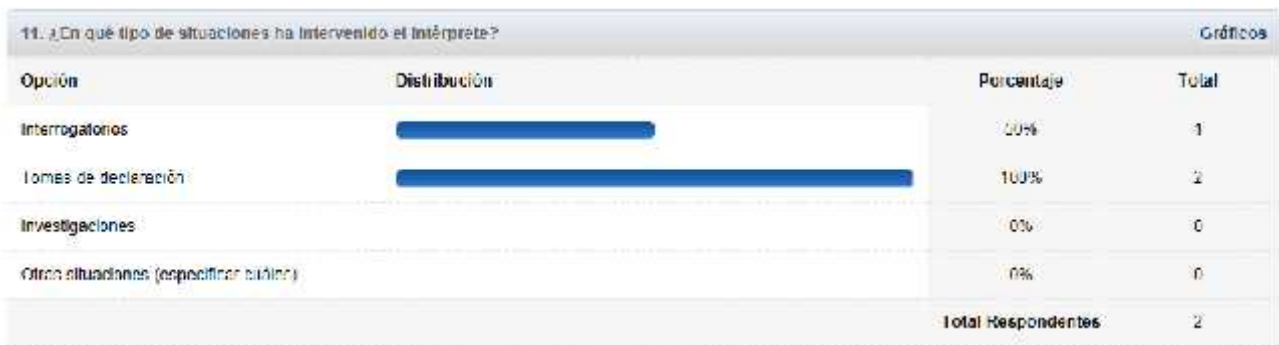 11. ¿En qué tipo de situaciones ha intervenido el intérprete? Gráficos
Opción Distribución Porcentaje Total
Interrogatorios 50% 1
Tomas de declaración 100% 2
Investigaciones 0% 0
Otras situaciones (especificar cuáles) 0% 0
Total Respondentes 2